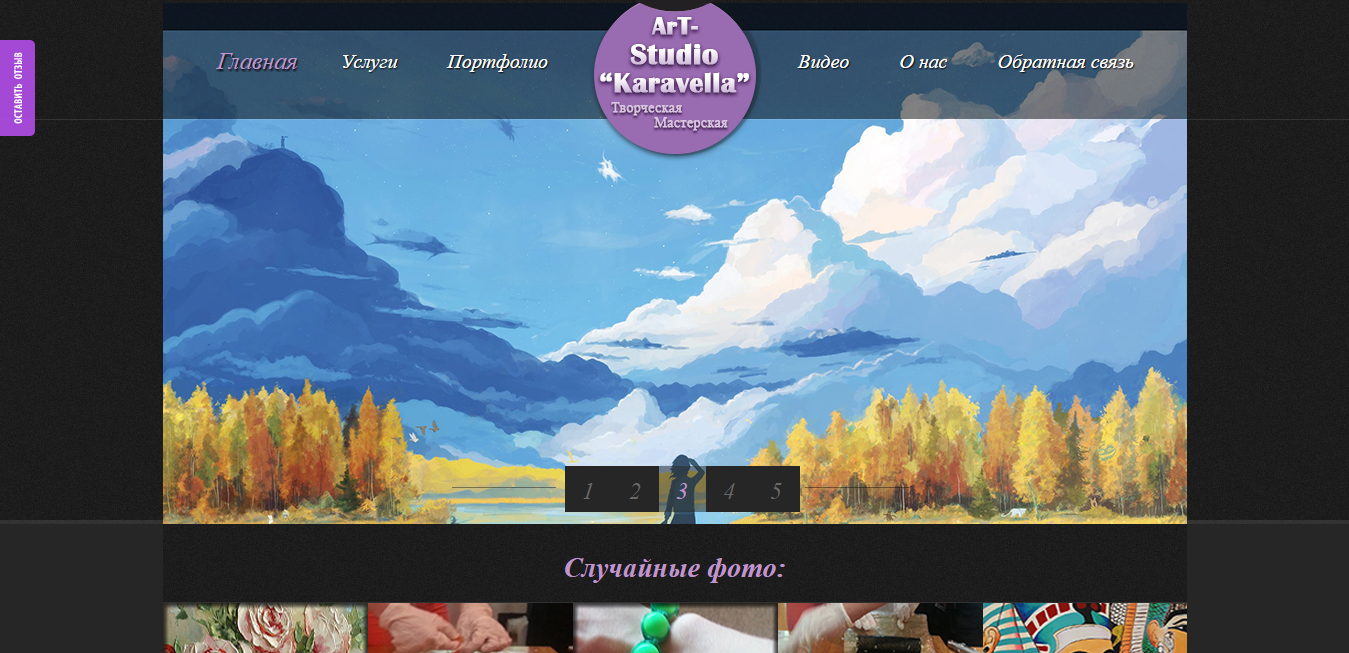 ОСТАВИТЬ ОТЗЫВ
Главная Услуги Портфолио
ArT-
Studio
“Karavella”
Творческая
Мастерская
Видео О нас Обратная связь
1 2 3 4 5
Случайные фото: